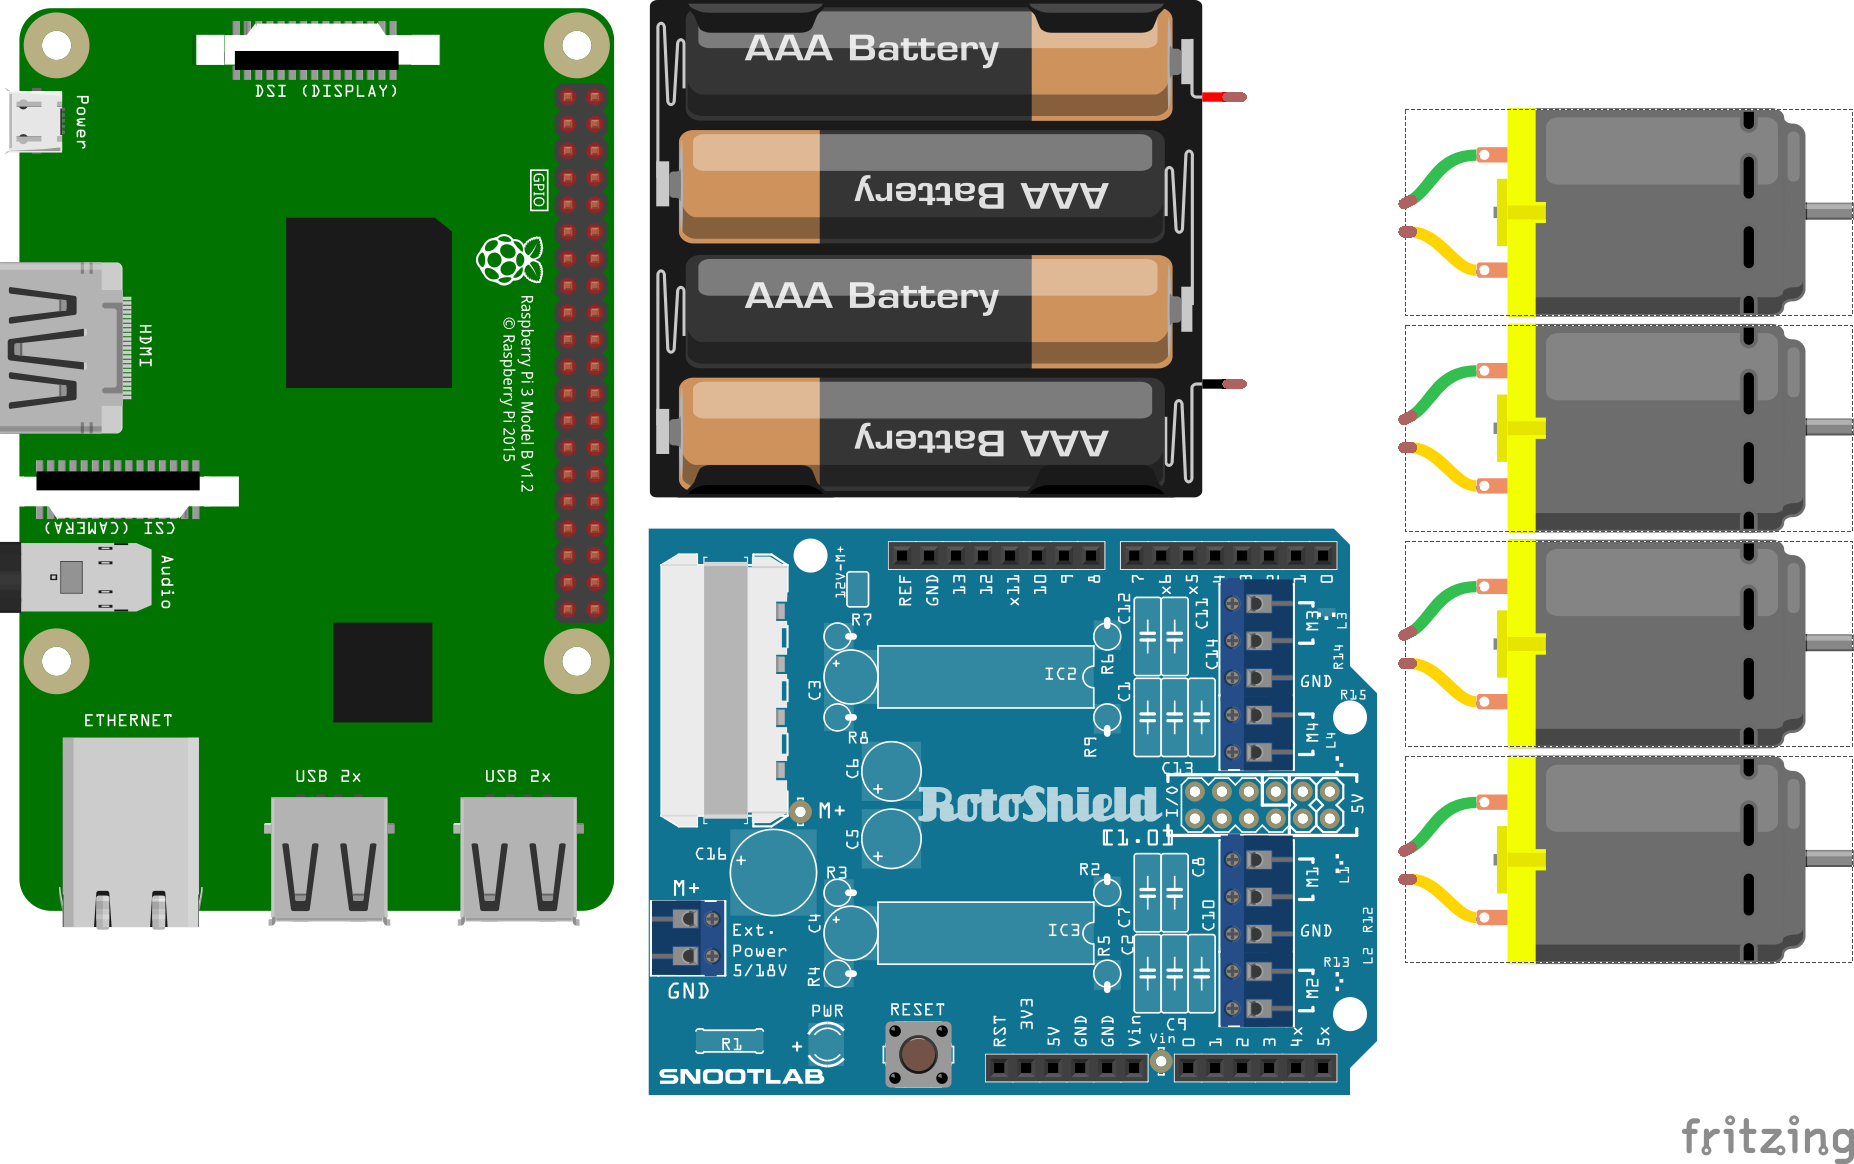 DSI (DISPLAY)
Power
GPIO
HDMI
Raspberry Pi 3 Model B v1.2
© Raspberry Pi 2015
CSI (CAMERA)
Audio
ETHERNET
USB 2x
USB 2x
AAA Battery
AAA Battery
AAA Battery
AAA Battery
12V-M+
REF
GND
13
12
x11
10
9
8
7
x6
x5
4
3
2
1
0
R7
C3
R8
IC2
R6
R9
C12
C11
C14
C1
C13
M3
L3
R14
GND
R15
M4
L4
C6
C5
M+
RotoShield
[1.0]
I/O
5V
C16
M+
Ext.
Power
5/18V
GND
R3
C4
R4
IC3
R2
R5
C7
C2
C8
C10
C9
M1
L1
GND
R12
R13
L2
M2
PWR
+
R1
SNOOTLAB
RESET
RST
3V3
5V
GND
GND
Vin
Vin
0
1
2
3
4x
5x
fritzing